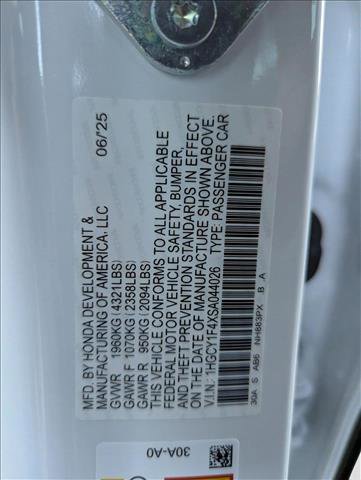 MFD. BY HONDA DEVELOPMENT & 06/'25
MANUFACTURING OF AMERICA, LLC
GVWR 1960KG(4321LBS)
GAWR F 1070KG(2358LBS)
GAWR R 950KG(2094LBS)
THIS VEHICLE CONFORMS TO ALL APPLICABLE
FEDERAL MOTOR VEHICLE SAFETY, BUMPER,
AND THEFT PREVENTION STANDARDS IN EFFECT
ON THE DATE OF MANUFACTURE SHOWN ABOVE.
V.I.N: 1HGCY1F4XSA044026 TYPE: PASSENGER CAR
30A S AB6 NH883PX B A
30A-A0